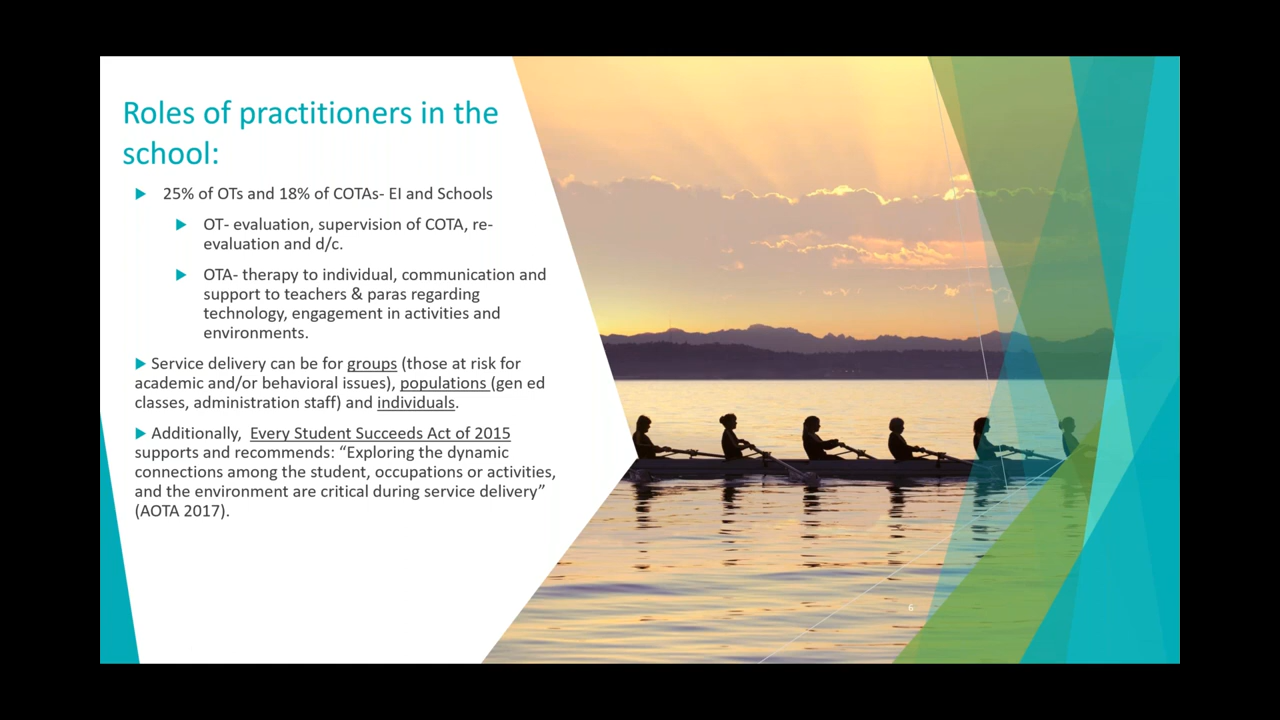 Roles of practitioners in the
school:
25% of OTs and 18% of COTAs- EI and Schools
OT- evaluation, supervision of COTA, re-
evaluation and d/c.
OTA- therapy to individual, communication and
support to teachers & paras regarding
technology, engagement in activities and
environments.
Service delivery can be for groups (those at risk for
academic and/or behavioral issues), populations (gen ed
classes, administration staff) and individuals.
Additionally,  Every Student Succeeds Act of 2015
supports and recommends: “Exploring the dynamic
connections among the student, occupations or activities,
and the environment are critical during service delivery”
(AOTA 2017).
6